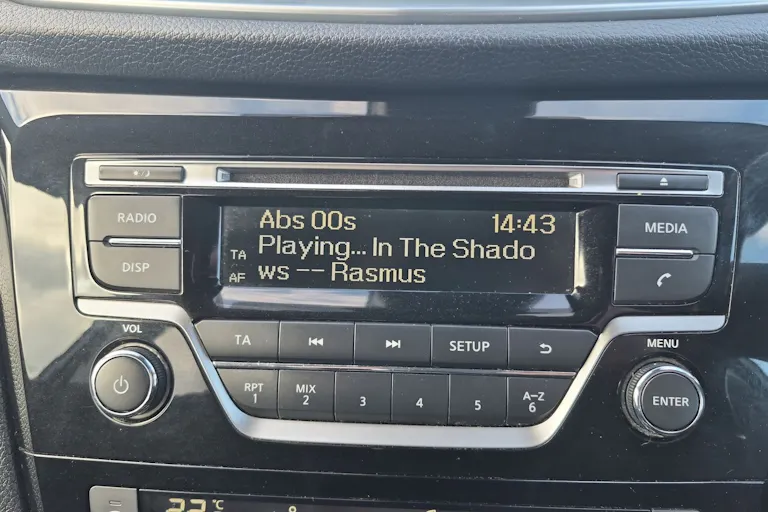 RADIO
DISP
Abs 00s 14:43
Playing... In The Shado
ws -- Rasmus
TA
AF
MEDIA
VOL
TA
SETUP
MENU
RPT 1
MIX 2
3
4
5
A-Z 6
ENTER
°C